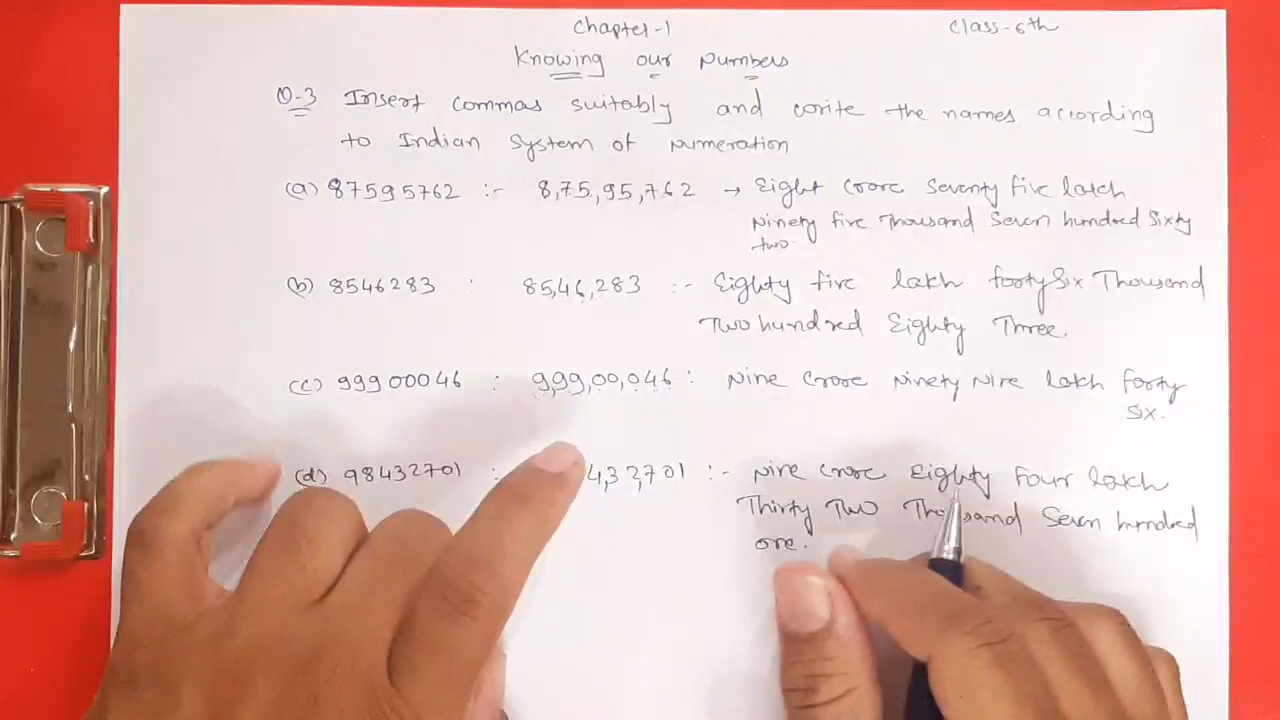 Chapter-1 Class-6th
Knowing our Numbers
Q-3 Insert commas suitably and write the names according
to Indian System of Numeration
(a) 87595762 :- 8,75,95,762 → Eight Crore Seventy five lakh
Ninety five Thousand Seven hundred Sixty
two.
(b) 8546283 : 85,46,283 :- Eighty five lakh forty Six Thousand
Two hundred Eighty Three.
(c) 99900046 : 9,99,00,046 : Nine Crore Ninety Nine lakh forty
Six.
(d) 98432701 : 4,32,701 :- Nine Crore Eighty Four lakh
Thirty Two Thousand Seven hundred
one.